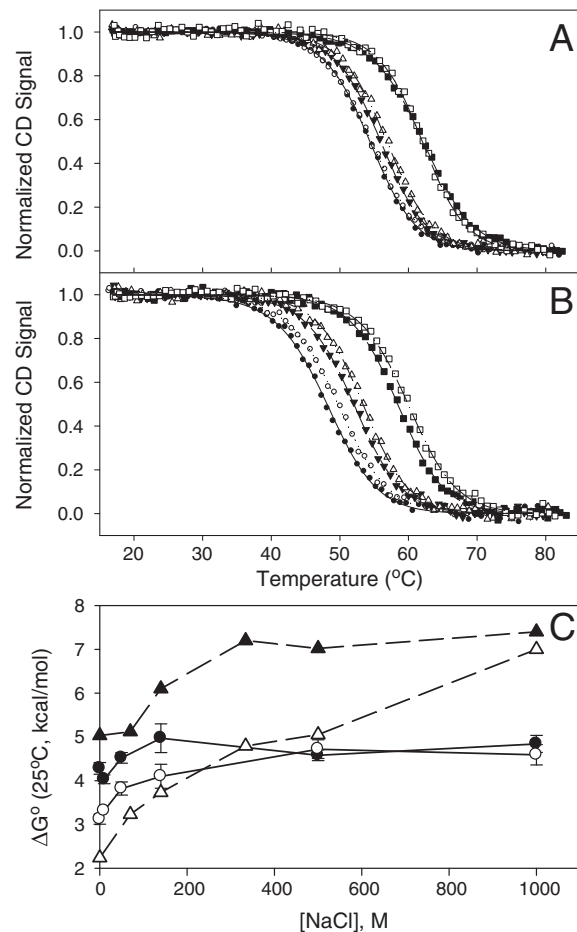 A
Normalized CD Signal
1.0
0.8
0.6
0.4
0.2
0.0
B
Normalized CD Signal
1.0
0.8
0.6
0.4
0.2
0.0
20 30 40 50 60 70 80
Temperature (°C)
C
ΔG° (25°C, kcal/mol)
8
7
6
5
4
3
2
0 200 400 600 800 1000
[NaCl], M